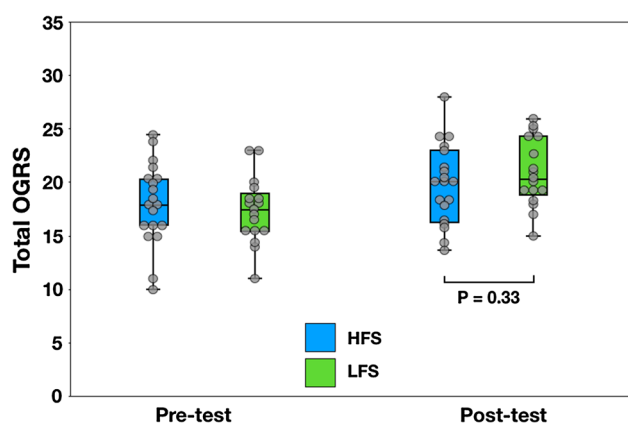 Total OGRS
35
30
25
20
15
10
5
0
P = 0.33
HFS
LFS
Pre-test
Post-test